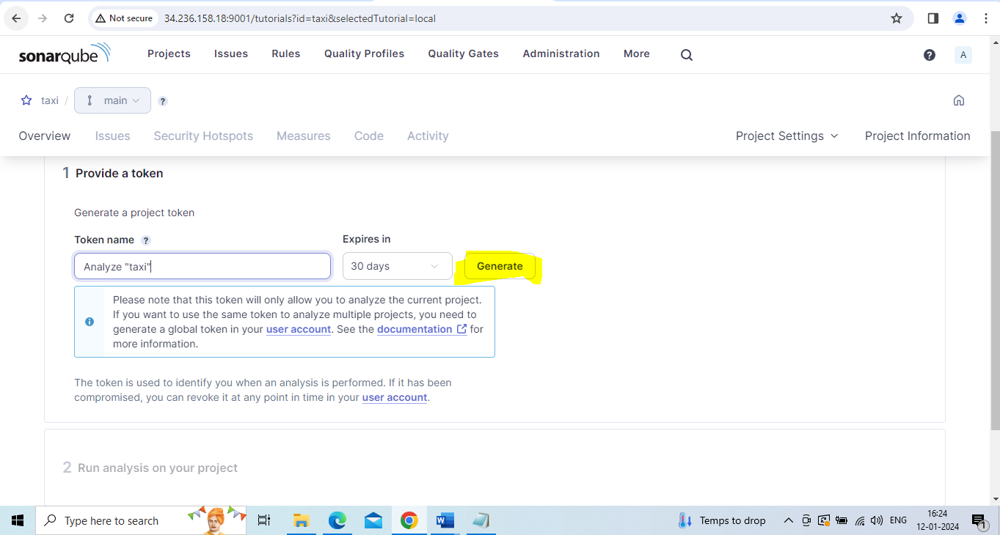 Not secure 34.236.158.18:9001/tutorials?id=taxi&selectedTutorial=local
sonarqube Projects Issues Rules Quality Profiles Quality Gates Administration More ? A
taxi / main ?
Overview Issues Security Hotspots Measures Code Activity Project Settings Project Information
1 Provide a token
Generate a project token
Token name ? Expires in
Analyze "taxi" 30 days Generate
Please note that this token will only allow you to analyze the current project.
If you want to use the same token to analyze multiple projects, you need to
generate a global token in your user account. See the documentation for
more information.
The token is used to identify you when an analysis is performed. If it has been
compromised, you can revoke it at any point in time in your user account.
2 Run analysis on your project
Type here to search Temps to drop ENG 16:24
12-01-2024 1